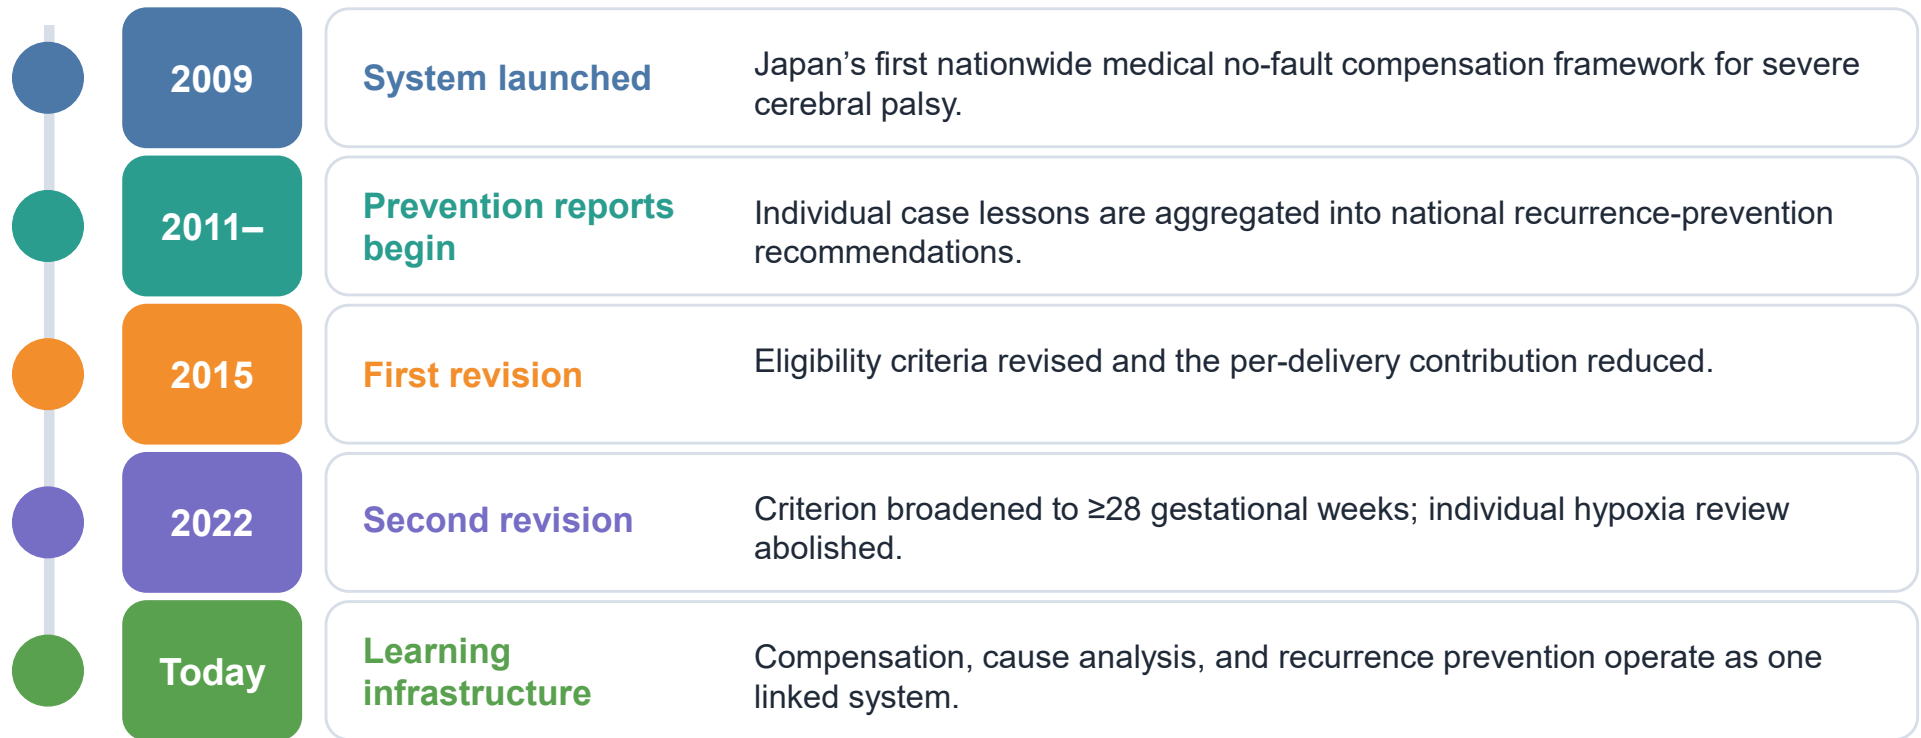 2009
System launched
Japan’s first nationwide medical no-fault compensation framework for severe
cerebral palsy.
2011–
Prevention reports
begin
Individual case lessons are aggregated into national recurrence-prevention
recommendations.
2015
First revision
Eligibility criteria revised and the per-delivery contribution reduced.
2022
Second revision
Criterion broadened to ≥28 gestational weeks; individual hypoxia review
abolished.
Today
Learning
infrastructure
Compensation, cause analysis, and recurrence prevention operate as one
linked system.